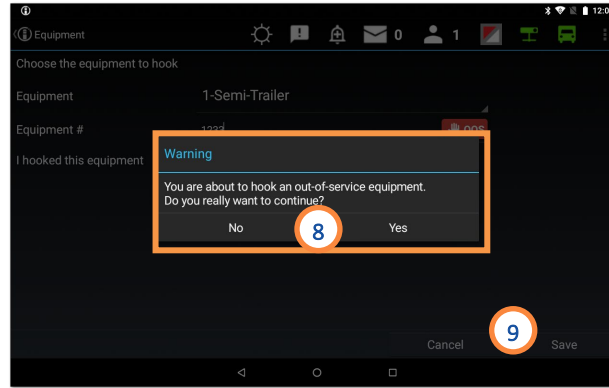 12:0
Equipment
0
1
Choose the equipment to hook
Equipment
1-Semi-Trailer
Equipment #
1233
OOS
I hooked this equipment
Warning
You are about to hook an out-of-service equipment.
Do you really want to continue?
No
8
Yes
9
Cancel
Save